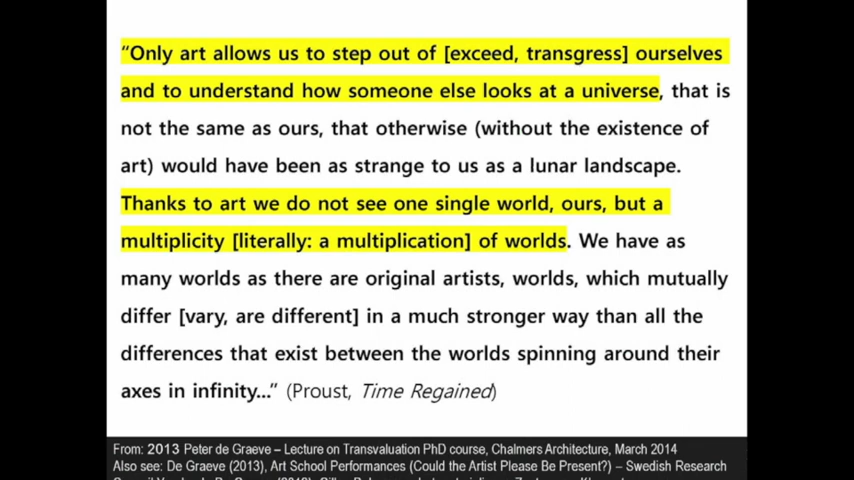 “Only art allows us to step out of [exceed, transgress] ourselves
and to understand how someone else looks at a universe, that is
not the same as ours, that otherwise (without the existence of
art) would have been as strange to us as a lunar landscape.
Thanks to art we do not see one single world, ours, but a
multiplicity [literally: a multiplication] of worlds. We have as
many worlds as there are original artists, worlds, which mutually
differ [vary, are different] in a much stronger way than all the
differences that exist between the worlds spinning around their
axes in infinity...” (Proust, Time Regained)
From: 2013 Peter de Graeve – Lecture on Transvaluation PhD course, Chalmers Architecture, March 2014
Also see: De Graeve (2013), Art School Performances (Could the Artist Please Be Present?) – Swedish Research